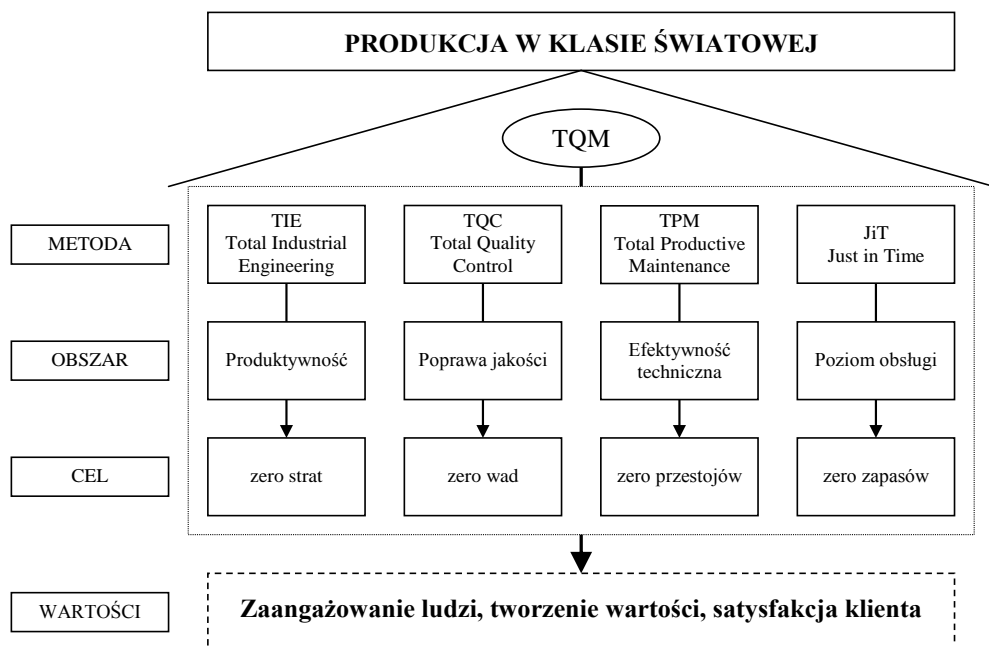 PRODUKCJA W KLASIE ŚWIATOWEJ
TQM
METODA
TIE
Total Industrial
Engineering
TQC
Total Quality
Control
TPM
Total Productive
Maintenance
JiT
Just in Time
OBSZAR
Produktywność
Poprawa jakości
Efektywność
techniczna
Poziom obsługi
CEL
zero strat
zero wad
zero przestojów
zero zapasów
WARTOŚCI
Zaangażowanie ludzi, tworzenie wartości, satysfakcja klienta